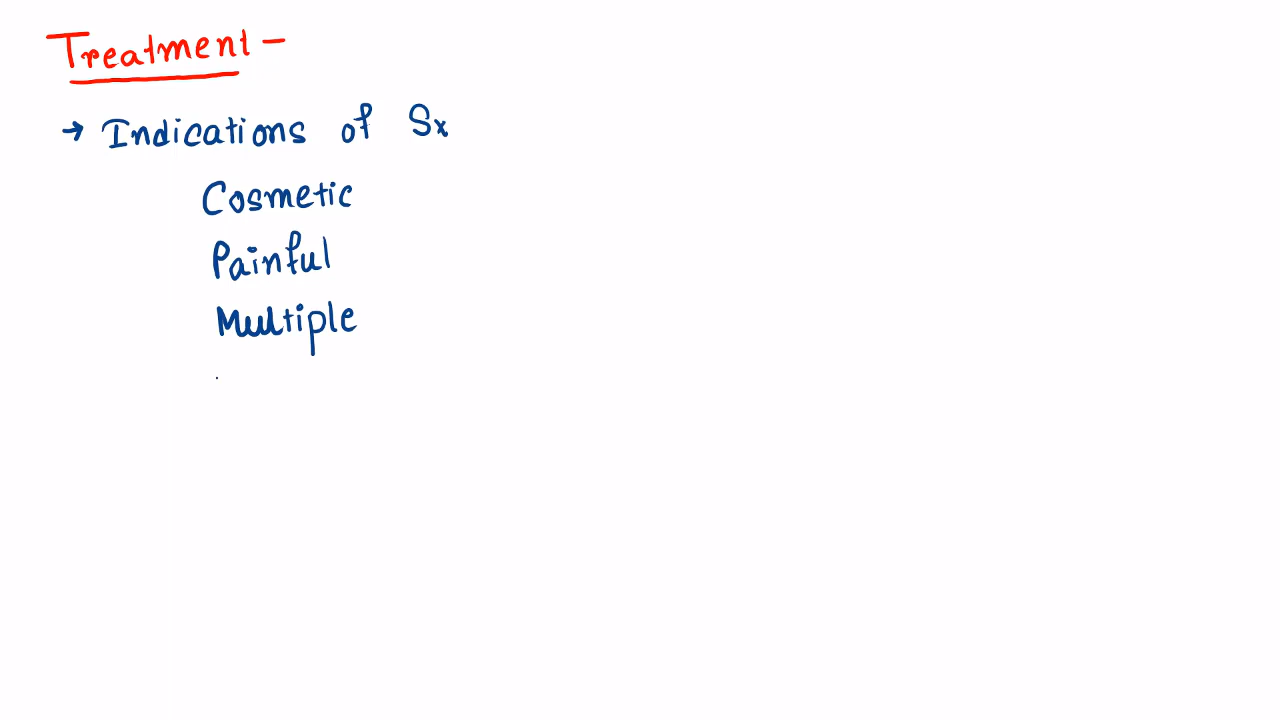 Treatment -
→ Indications of Sx
Cosmetic
Painful
Multiple